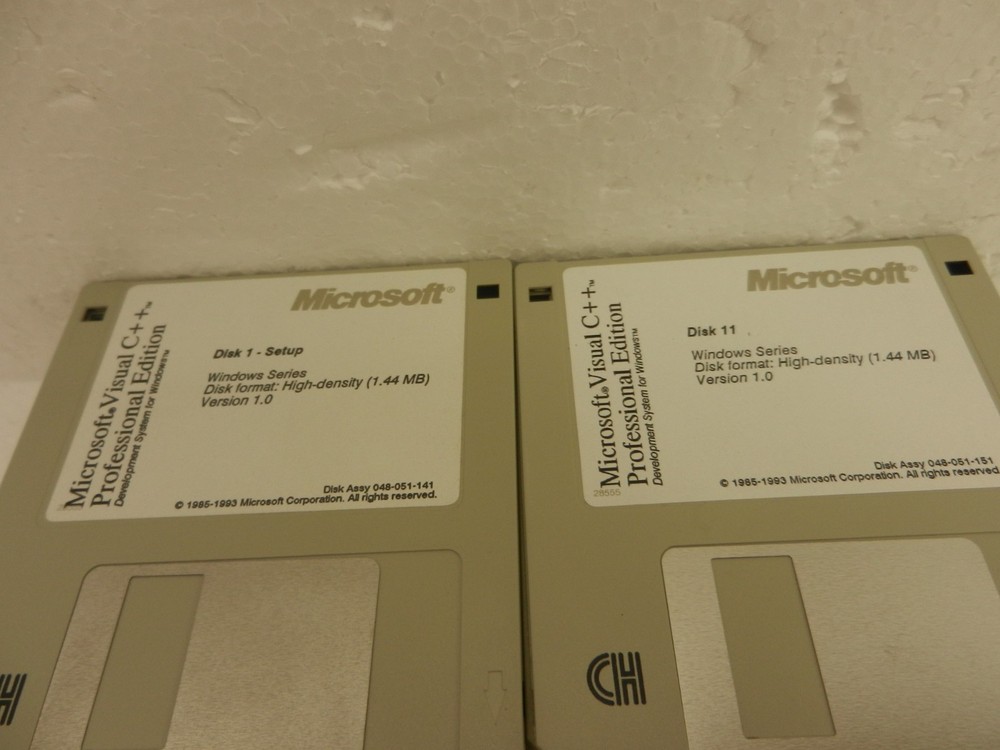 Microsoft®
Microsoft® Visual C++™
Professional Edition
Development System for Windows™
Disk 1 - Setup
Windows Series
Disk format: High-density (1.44 MB)
Version 1.0
Disk Assy 048-051-141
© 1985-1993 Microsoft Corporation. All rights reserved.
H
Microsoft®
Microsoft® Visual C++™
Professional Edition
Development System for Windows™
Disk 11
Windows Series
Disk format: High-density (1.44 MB)
Version 1.0
Disk Assy 048-051-151
© 1985-1993 Microsoft Corporation. All rights reserved.
28555
CH